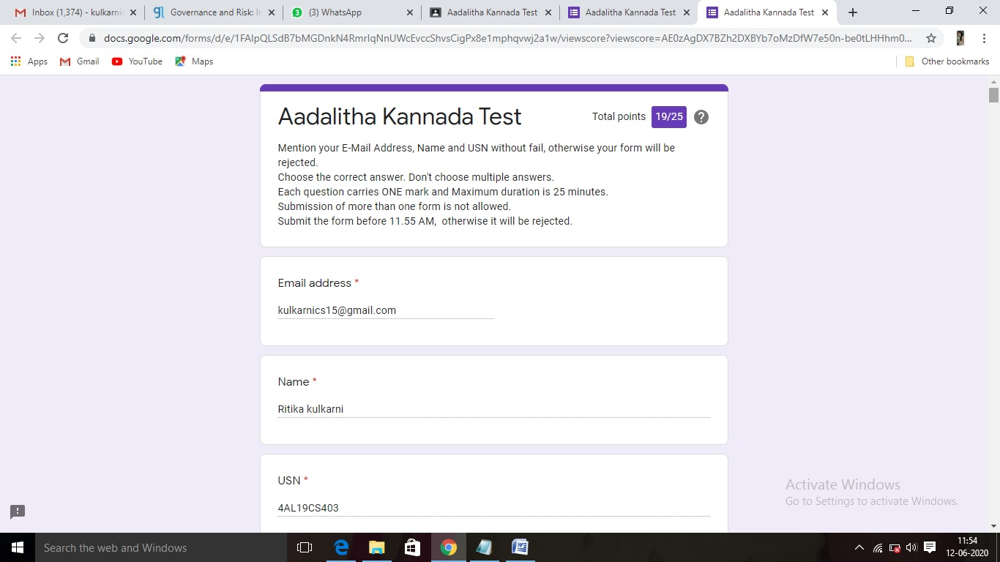 Inbox (1,374) - kulkarni
Governance and Risk: I
(3) WhatsApp
Aadalitha Kannada Test
Aadalitha Kannada Test
Aadalitha Kannada Test
docs.google.com/forms/d/e/1FAIpQLSdB7bMGDnkN4RmrIqNnUWcEvccShvsCigPx8e1mphqvwj2a1w/viewscore?viewscore=AE0zAgDX7BZh2DXBYb7oMzDfW7e50n-be0tLHHhm0...
Apps
Gmail
YouTube
Maps
Other bookmarks
Aadalitha Kannada Test
Total points 19/25
Mention your E-Mail Address, Name and USN without fail, otherwise your form will be
rejected.
Choose the correct answer. Don't choose multiple answers.
Each question carries ONE mark and Maximum duration is 25 minutes.
Submission of more than one form is not allowed.
Submit the form before 11.55 AM, otherwise it will be rejected.
Email address *
kulkarnics15@gmail.com
Name *
Ritika kulkarni
USN *
4AL19CS403
Activate Windows
Go to Settings to activate Windows.
Search the web and Windows
11:54
12-06-2020